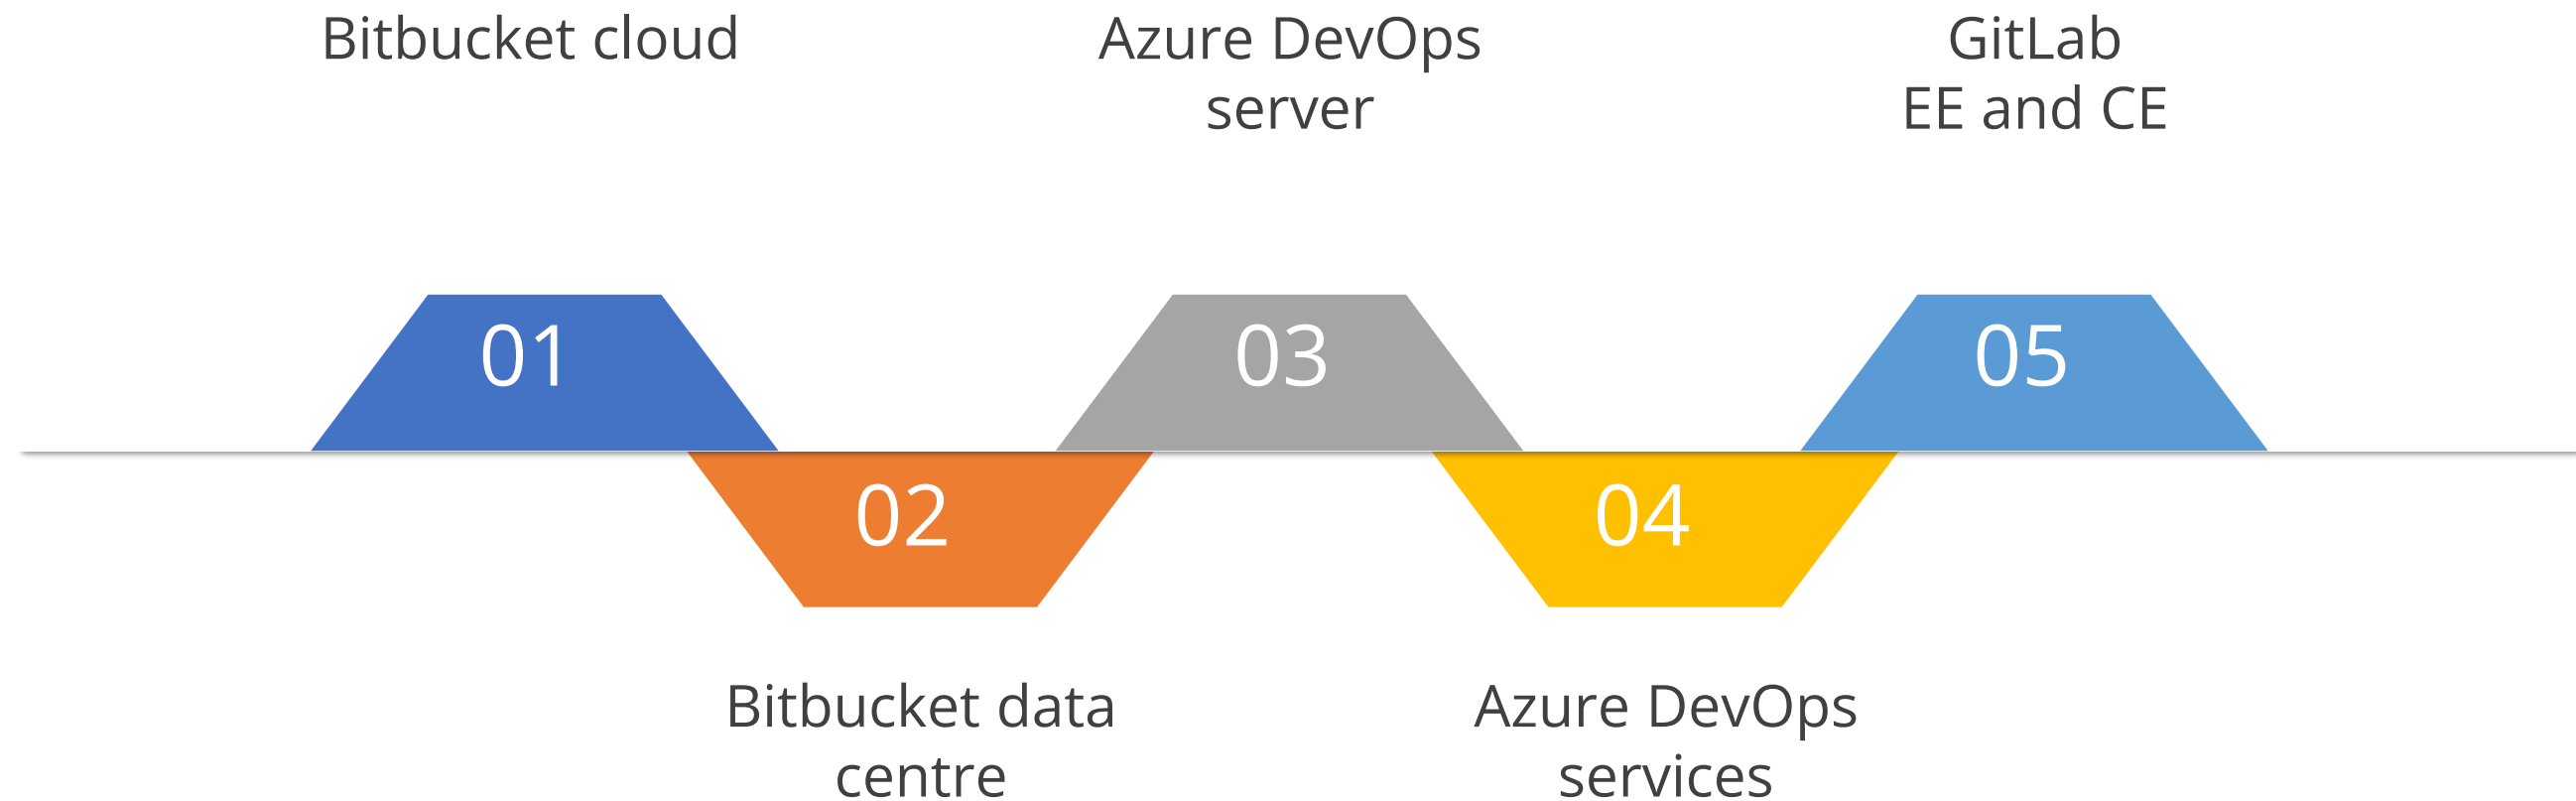 Bitbucket cloud
Azure DevOps
server
GitLab
EE and CE
01
03
05
02
04
Bitbucket data
centre
Azure DevOps
services